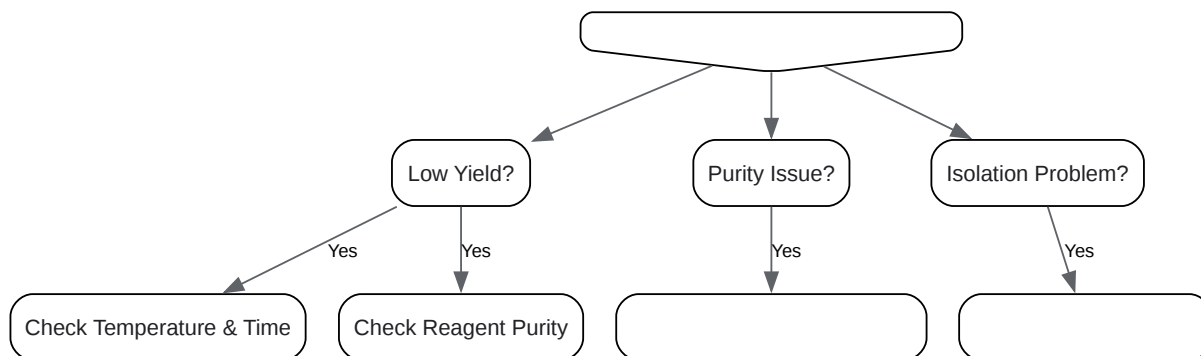 Low Yield?
Purity Issue?
Isolation Problem?
Yes
Yes
Yes
Yes
Check Temperature & Time
Check Reagent Purity